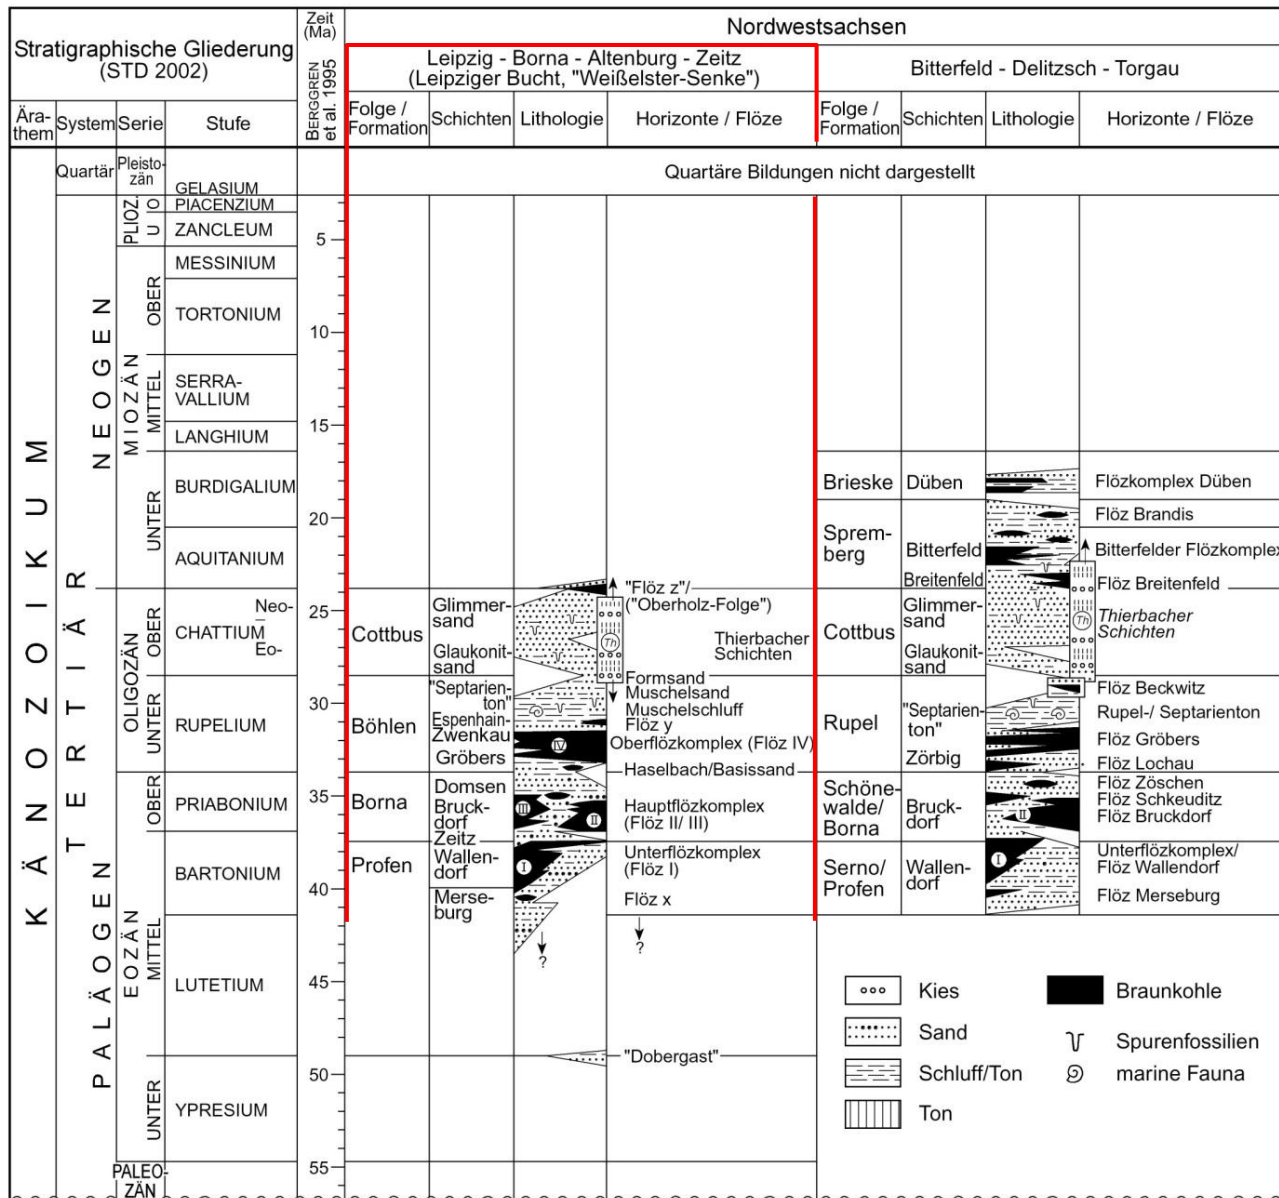 Stratigraphische Gliederung
(STD 2002)
Ära-
them
System
Serie
Stufe
Zeit
(Ma)
BERGGREN
et al. 1995
Nordwestsachsen
Leipzig - Borna - Altenburg - Zeitz
(Leipziger Bucht, "Weißelster-Senke")
Bitterfeld - Delitzsch - Torgau
Folge /
Formation
Schichten
Lithologie
Horizonte / Flöze
Folge /
Formation
Schichten
Lithologie
Horizonte / Flöze
Quartäre Bildungen nicht dargestellt
KÄNOZOIKUM
Quartär
TERTIÄR
NEOGEN
PALÄOGEN
Pleisto-
zän
PLIOZ.
U O
MIOZÄN
OBER
MITTEL
UNTER
OLIGOZÄN
OBER
UNTER
EOZÄN
OBER
MITTEL
UNTER
PALEO-
ZÄN
GELASIUM
PIACENZIUM
ZANCLEUM
MESSINIUM
TORTONIUM
SERRA-
VALLIUM
LANGHIUM
BURDIGALIUM
AQUITANIUM
Neo-
CHATTIUM
Eo-
RUPELIUM
PRIABONIUM
BARTONIUM
LUTETIUM
YPRESIUM
5
10
15
20
25
30
35
40
45
50
55
Cottbus
Böhlen
Borna
Profen
Glimmer-
sand
Glaukonit-
sand
"Septarien-
ton"
Espenhain-
Zwenkau
Gröbers
Domsen
Bruck-
dorf
Zeitz
Wallen-
dorf
Merse-
burg
Th
IV
III
II
I
?
"Flöz z"/
("Oberholz-Folge")
Thierbacher
Schichten
Formsand
Muschelsand
Muschelschluff
Flöz y
Oberflözkomplex (Flöz IV)
Haselbach/Basissand
Hauptflözkomplex
(Flöz II/ III)
Unterflözkomplex
(Flöz I)
Flöz x
?
"Dobergast"
Brieske
Sprem-
berg
Cottbus
Rupel
Schöne-
walde/
Borna
Serno/
Profen
Düben
Bitterfeld
Breitenfeld
Glimmer-
sand
Glaukonit-
sand
"Septarien-
ton"
Zörbig
Bruck-
dorf
Wallen-
dorf
Th
II
I
Flözkomplex Düben
Flöz Brandis
Bitterfelder Flözkomplex
Flöz Breitenfeld
Thierbacher
Schichten
Flöz Beckwitz
Rupel-/ Septarienton
Flöz Gröbers
Flöz Lochau
Flöz Zöschen
Flöz Schkeuditz
Flöz Bruckdorf
Unterflözkomplex/
Flöz Wallendorf
Flöz Merseburg
Kies
Sand
Schluff/Ton
Ton
Braunkohle
Spurenfossilien
marine Fauna